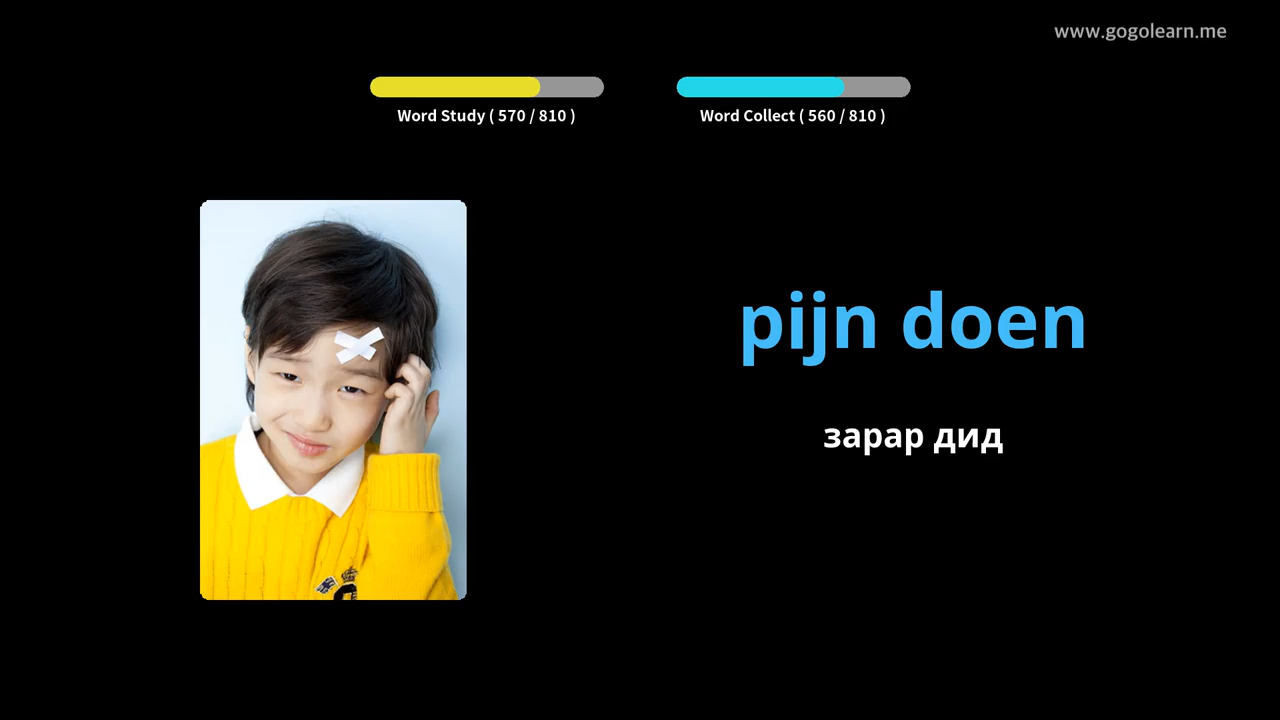 www.gogolearn.me
Word Study ( 570 / 810 )
Word Collect ( 560 / 810 )
pijn doen
зарар дид